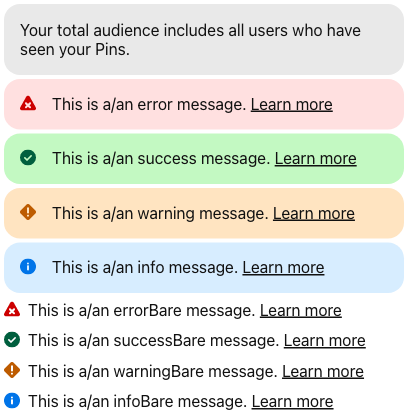 Your total audience includes all users who have
seen your Pins.
This is a/an error message. Learn more
This is a/an success message. Learn more
This is a/an warning message. Learn more
This is a/an info message. Learn more
This is a/an errorBare message. Learn more
This is a/an successBare message. Learn more
This is a/an warningBare message. Learn more
This is a/an infoBare message. Learn more